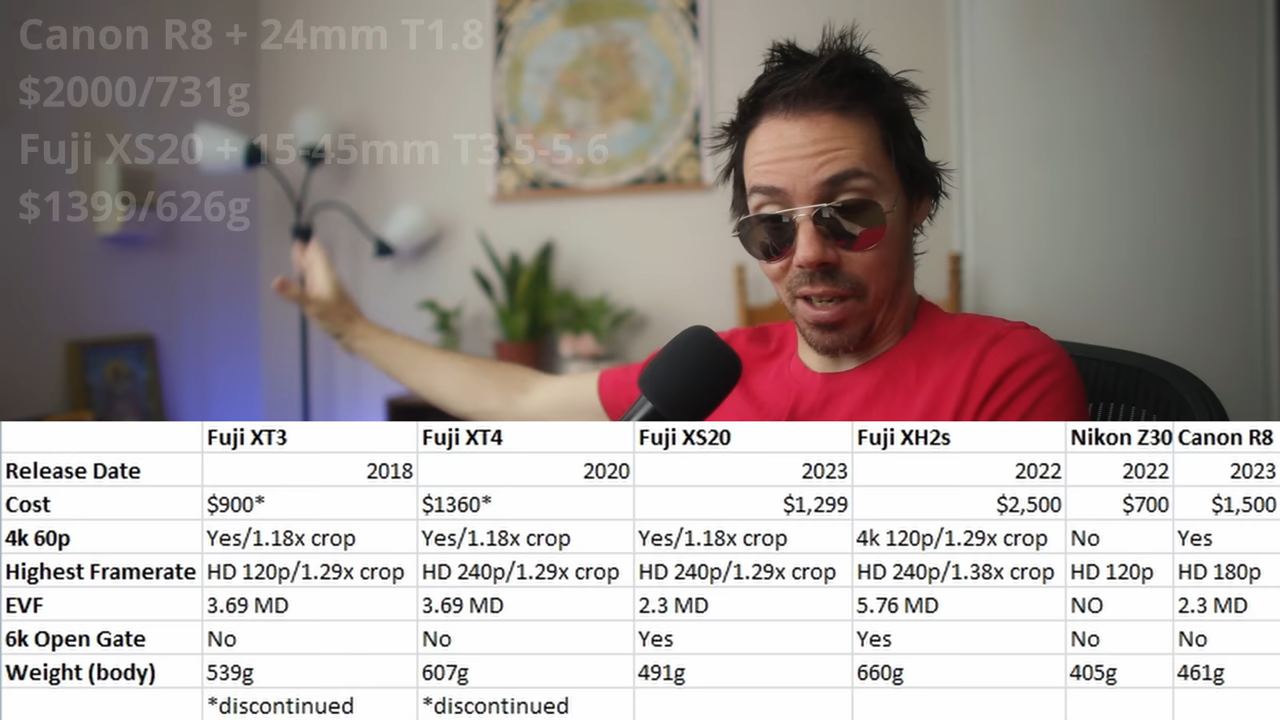 Canon R8 + 24mm T1.8
$2000/731g
Fuji XS20 + 15-45mm T3.5-5.6
$1399/626g
Fuji XT3 Fuji XT4 Fuji XS20 Fuji XH2s Nikon Z30 Canon R8
Release Date 2018 2020 2023 2022 2022 2023
Cost $900* $1360* $1,299 $2,500 $700 $1,500
4k 60p Yes/1.18x crop Yes/1.18x crop Yes/1.18x crop 4k 120p/1.29x crop No Yes
Highest Framerate HD 120p/1.29x crop HD 240p/1.29x crop HD 240p/1.29x crop HD 240p/1.38x crop HD 120p HD 180p
EVF 3.69 MD 3.69 MD 2.3 MD 5.76 MD NO 2.3 MD
6k Open Gate No No Yes Yes No No
Weight (body) 539g 607g 491g 660g 405g 461g
*discontinued *discontinued